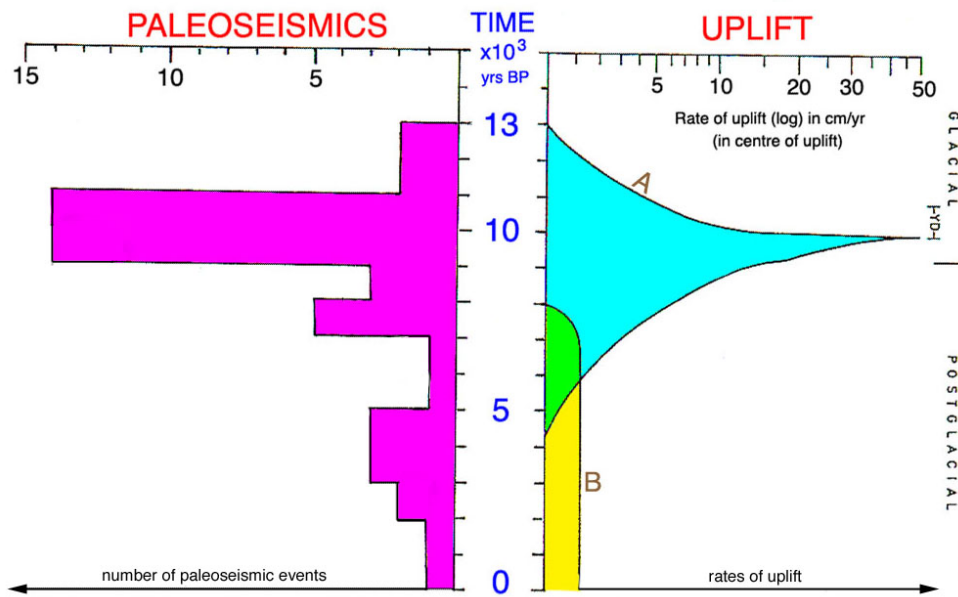 PALEOSEISMICS
TIME
UPLIFT
x10³
yrs BP
15
10
5
5
10
20
30
50
Rate of uplift (log) in cm/yr
(in centre of uplift)
13
10
5
0
A
B
GLACIAL
YD
POSTGLACIAL
number of paleoseismic events
rates of uplift